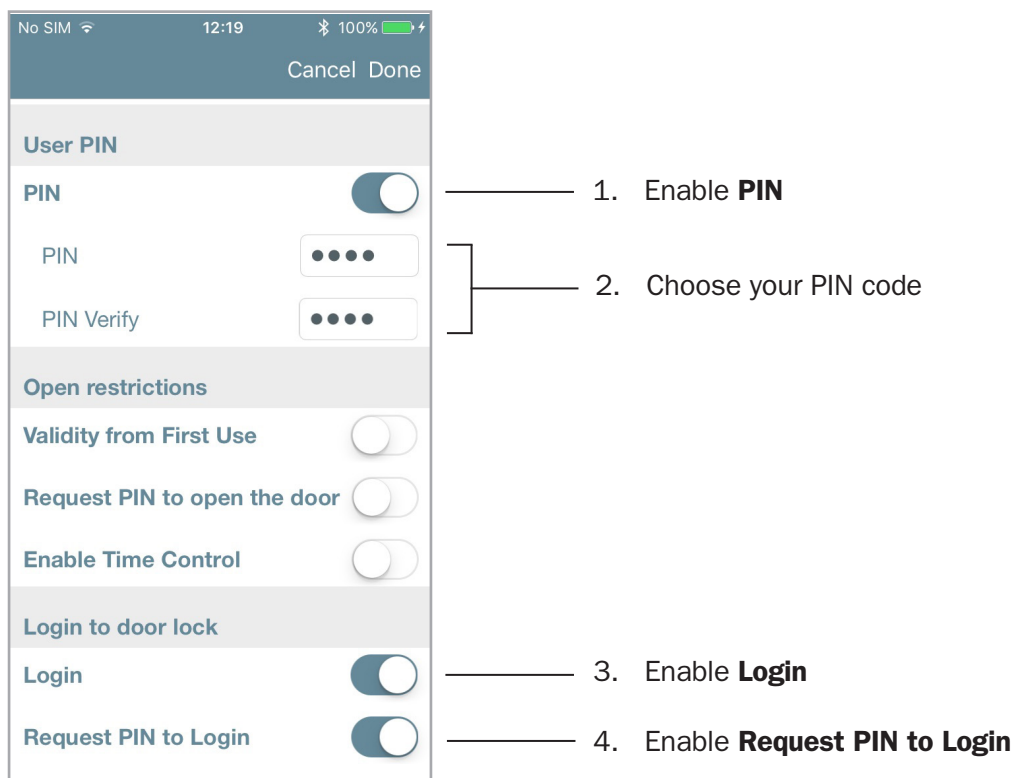 No SIM 12:19 100%
Cancel Done
User PIN
PIN
1. Enable PIN
PIN ••••
2. Choose your PIN code
PIN Verify ••••
Open restrictions
Validity from First Use
Request PIN to open the door
Enable Time Control
Login to door lock
Login
3. Enable Login
Request PIN to Login
4. Enable Request PIN to Login